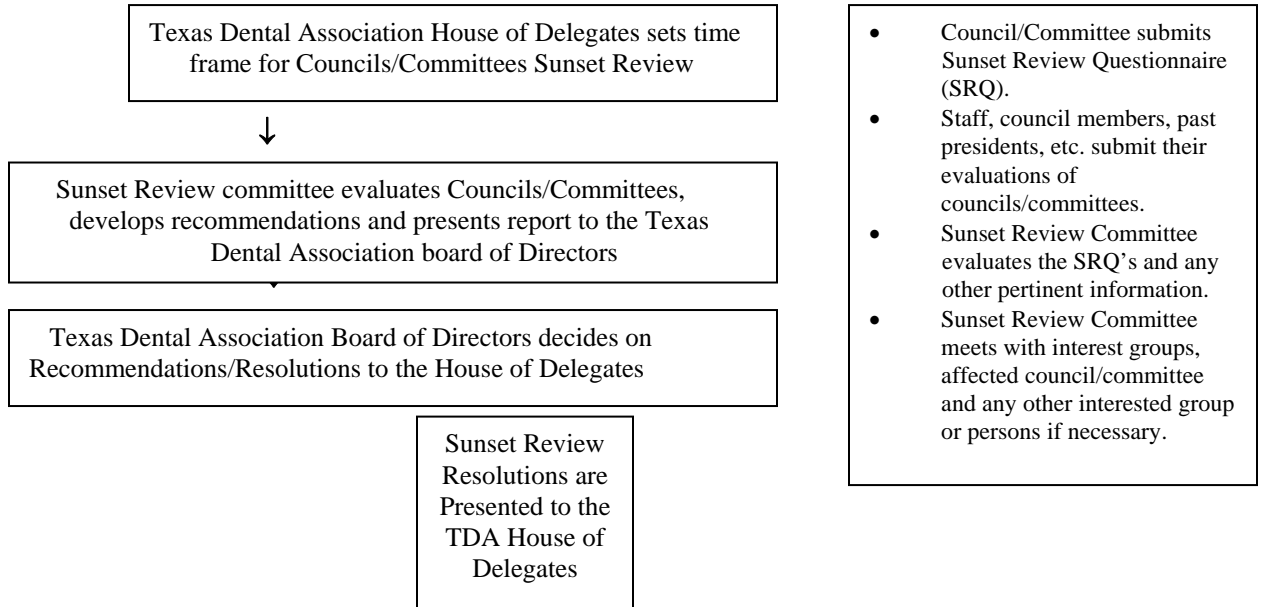 Texas Dental Association House of Delegates sets time
frame for Councils/Committees Sunset Review
Sunset Review committee evaluates Councils/Committees,
develops recommendations and presents report to the Texas
Dental Association board of Directors
Texas Dental Association Board of Directors decides on
Recommendations/Resolutions to the House of Delegates
Sunset Review
Resolutions are
Presented to the
TDA House of
Delegates
• Council/Committee submits
Sunset Review Questionnaire
(SRQ).
• Staff, council members, past
presidents, etc. submit their
evaluations of
councils/committees.
• Sunset Review Committee
evaluates the SRQ's and any
other pertinent information.
• Sunset Review Committee
meets with interest groups,
affected council/committee
and any other interested group
or persons if necessary.